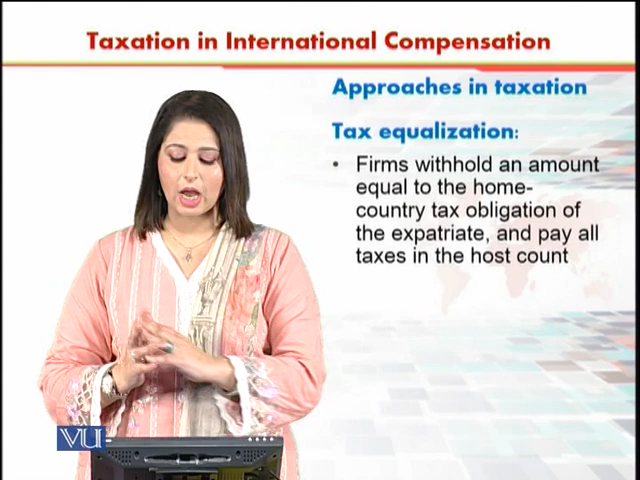 Taxation in International Compensation
Approaches in taxation
Tax equalization:
• Firms withhold an amount
equal to the home-
country tax obligation of
the expatriate, and pay all
taxes in the host count
VU